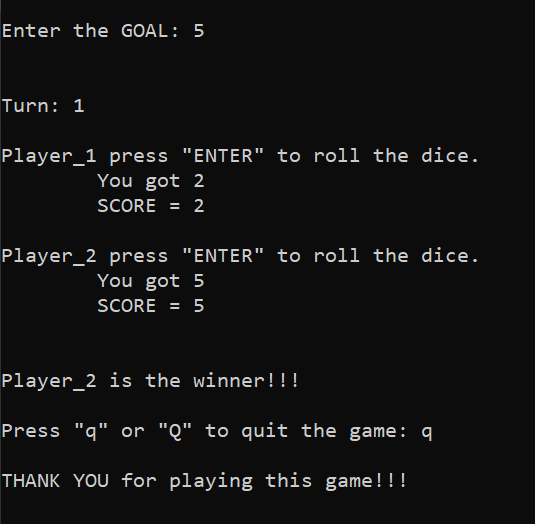 Enter the GOAL: 5
Turn: 1
Player_1 press "ENTER" to roll the dice.
You got 2
SCORE = 2
Player_2 press "ENTER" to roll the dice.
You got 5
SCORE = 5
Player_2 is the winner!!!
Press "q" or "Q" to quit the game: q
THANK YOU for playing this game!!!